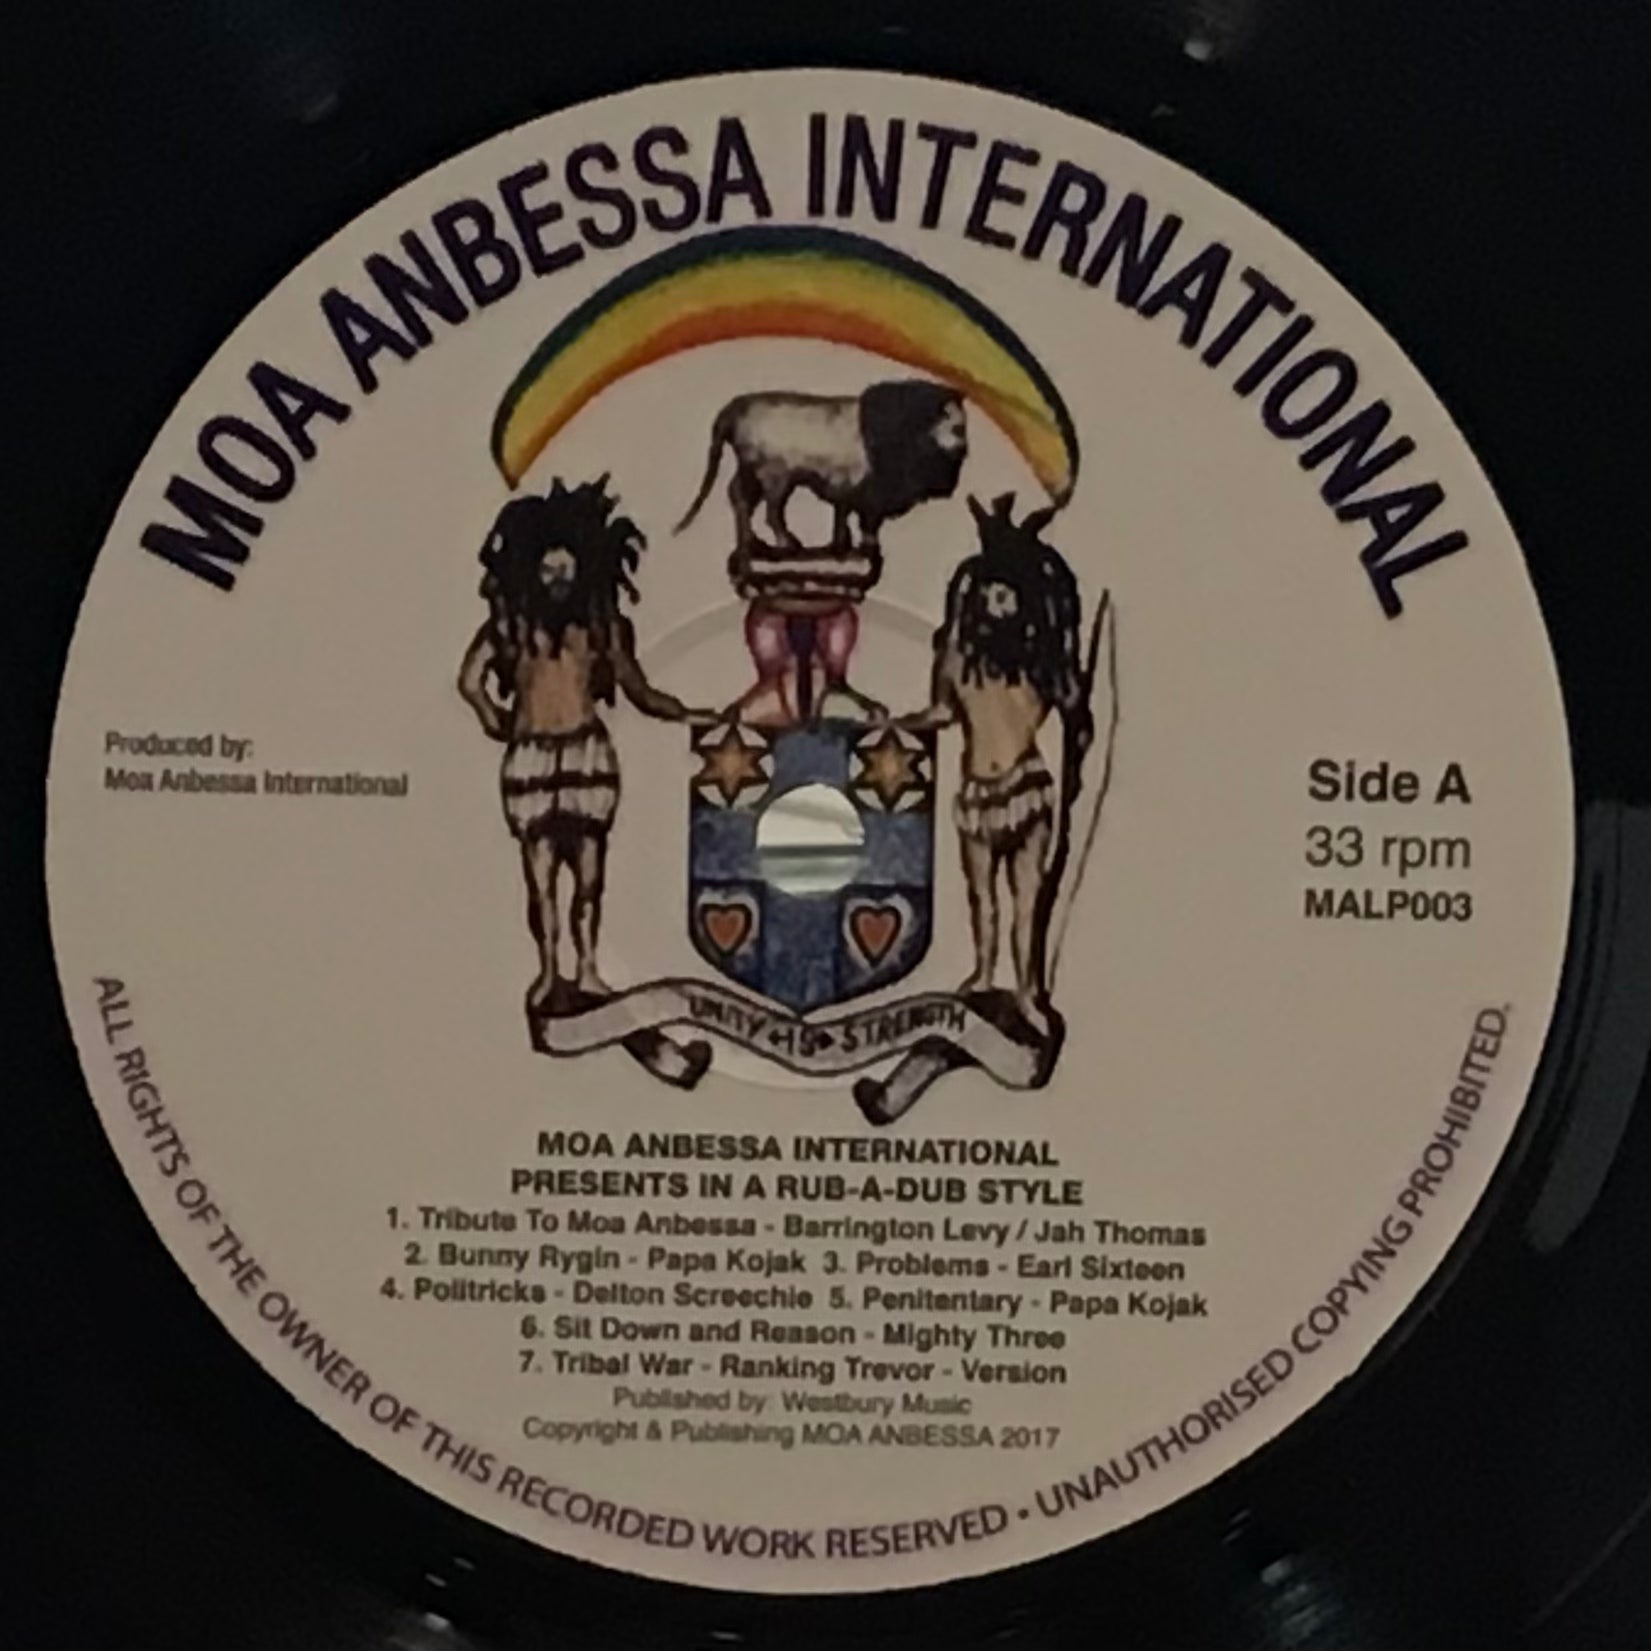 MOA ANBESSA INTERNATIONAL
Produced by:
Moa Anbessa International
Side A
33 rpm
MALP003
UNITY IS STRENGTH
MOA ANBESSA INTERNATIONAL
PRESENTS IN A RUB-A-DUB STYLE
1. Tribute To Moa Anbessa - Barrington Levy / Jah Thomas
2. Bunny Rygin - Papa Kojak 3. Problems - Earl Sixteen
4. Politricks - Delton Screechie 5. Penitentary - Papa Kojak
6. Sit Down and Reason - Mighty Three
7. Tribal War - Ranking Trevor - Version
Published by: Westbury Music
Copyright & Publishing MOA ANBESSA 2017
ALL RIGHTS OF THE OWNER OF THIS RECORDED WORK RESERVED • UNAUTHORISED COPYING PROHIBITED.